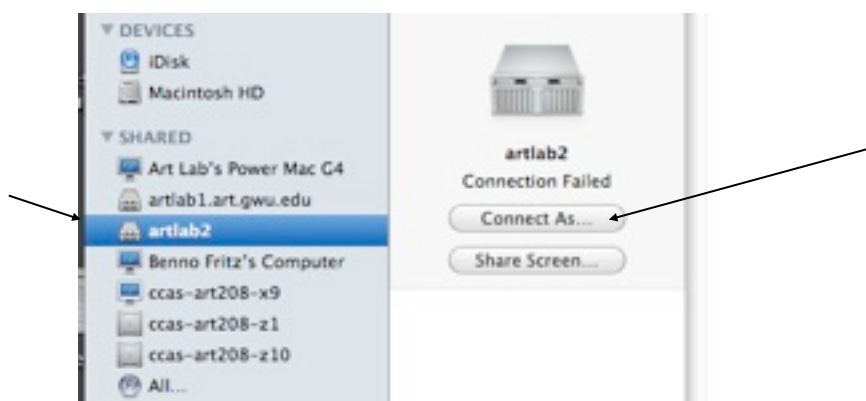 DEVICES
iDisk
Macintosh HD
SHARED
Art Lab's Power Mac G4
artlab1.art.gwu.edu
artlab2
Benno Fritz's Computer
ccas-art208-x9
ccas-art208-z1
ccas-art208-z10
All...
artlab2
Connection Failed
Connect As...
Share Screen...